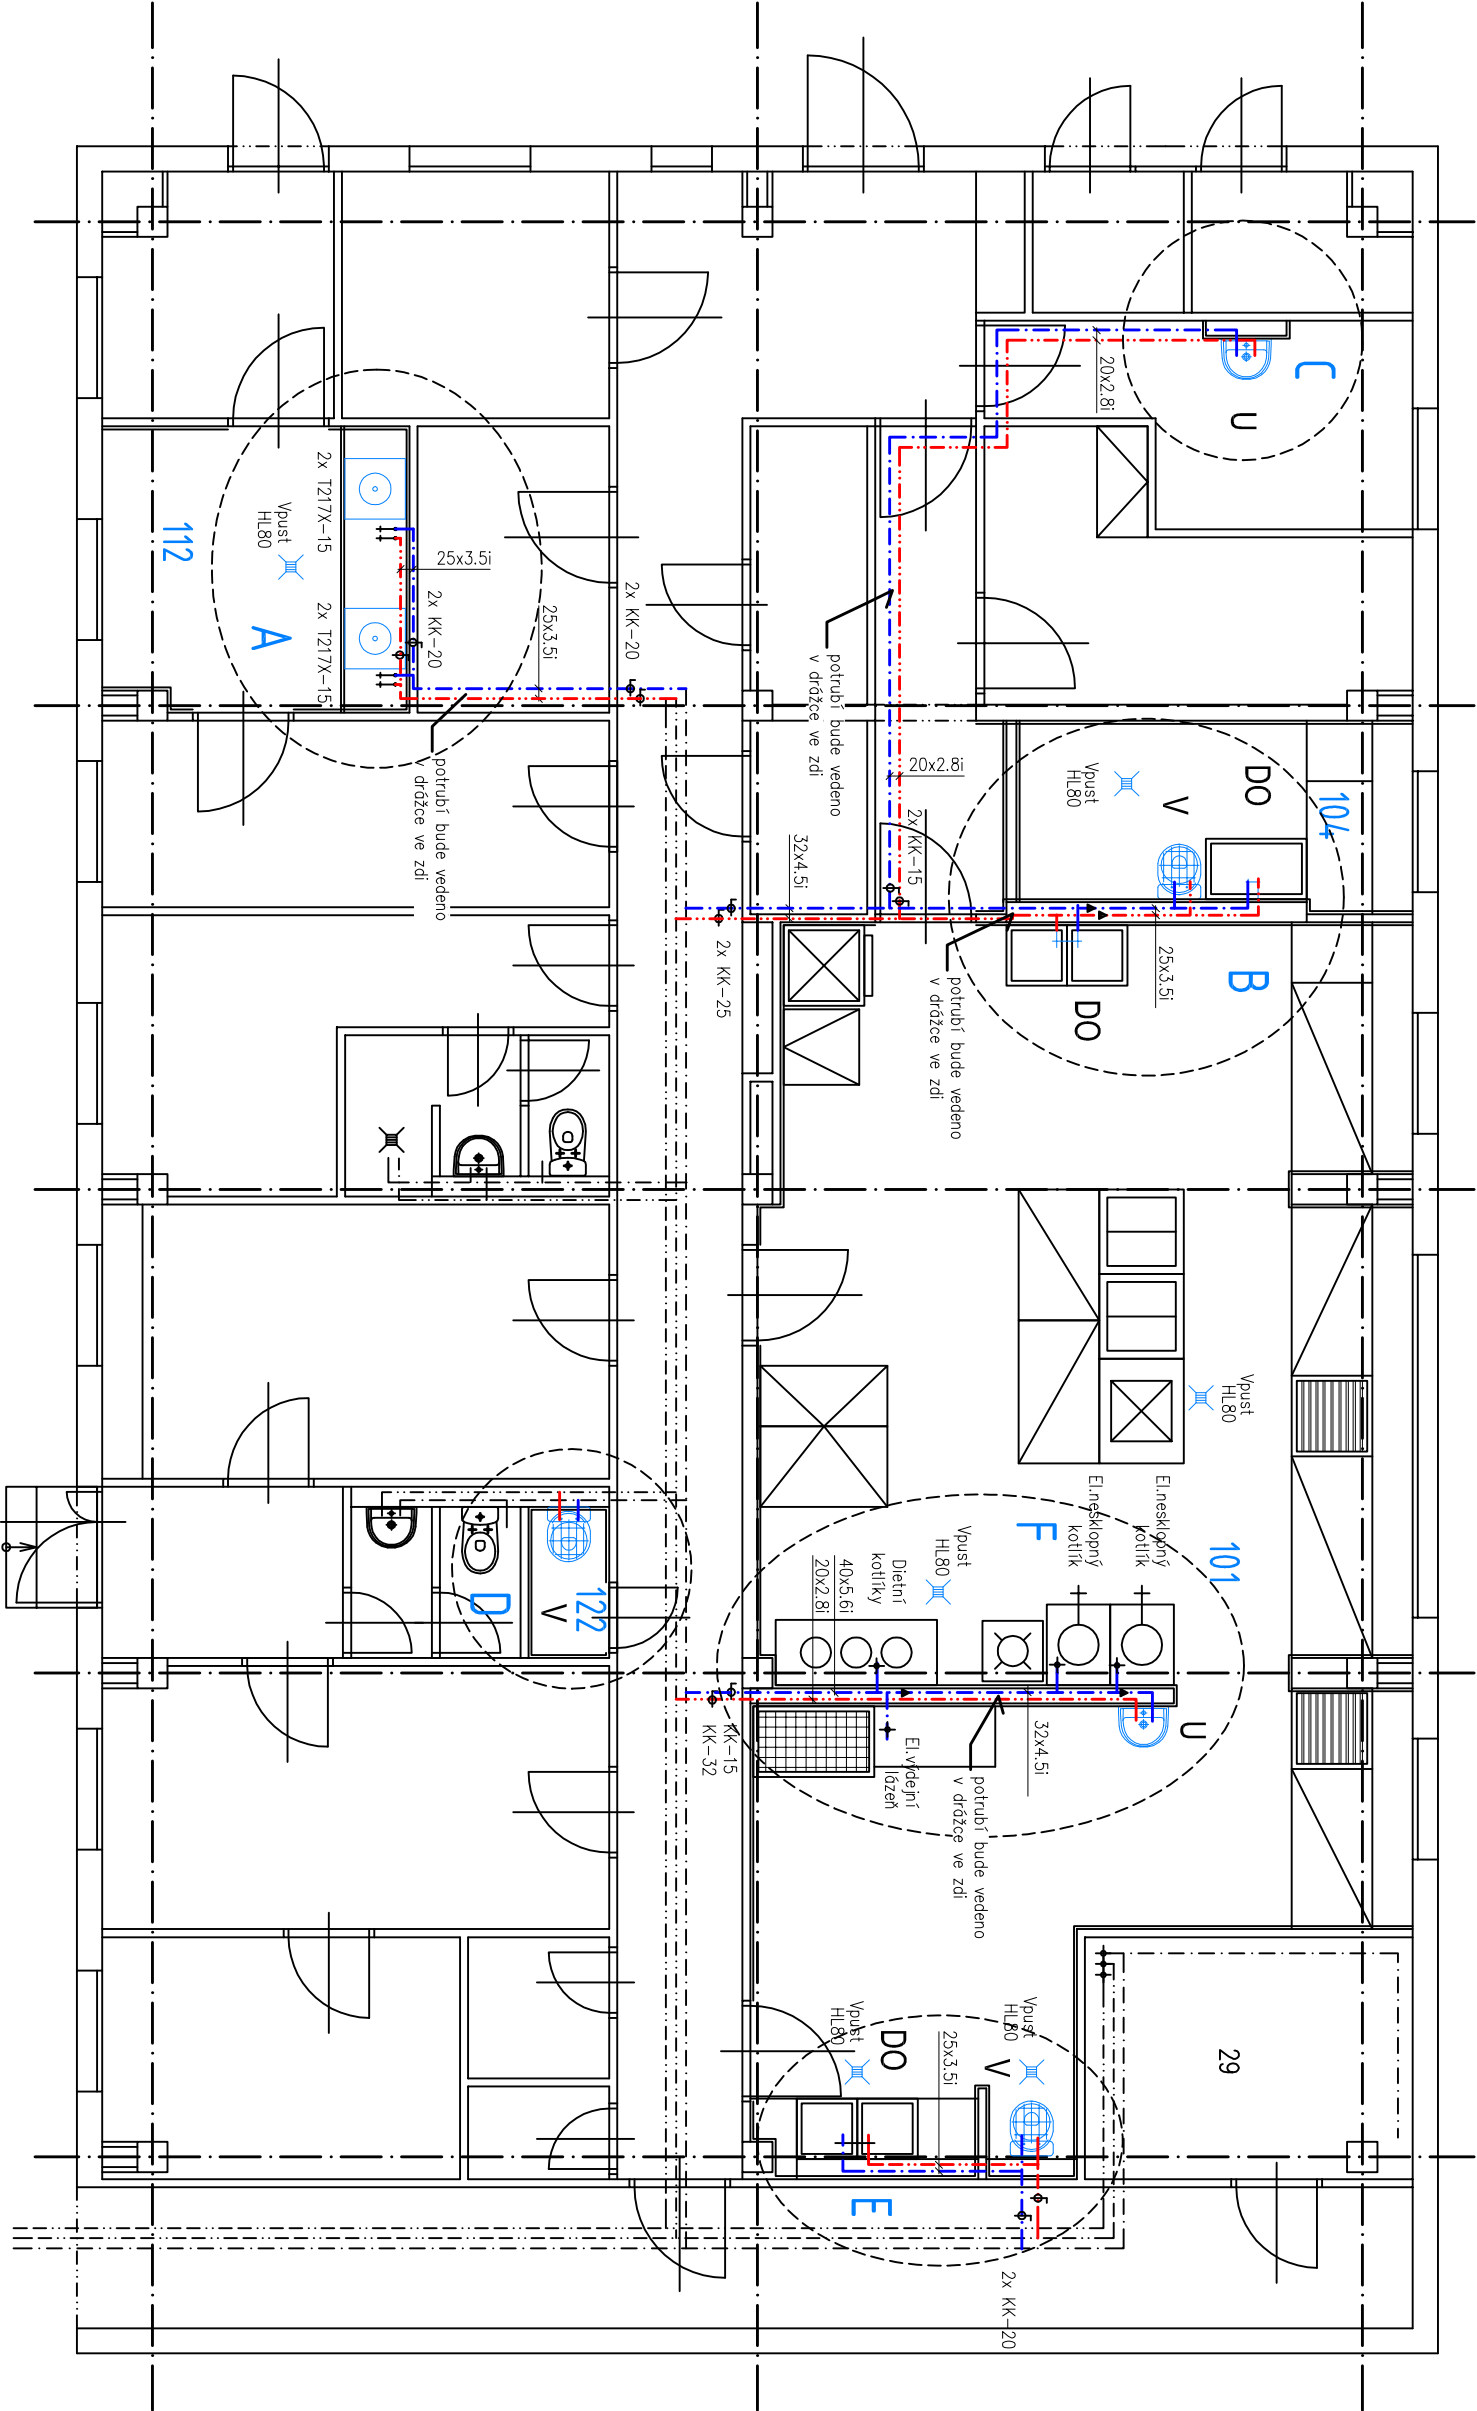 C
U
20x2.8i
2x T217X-15
Vpust
HL80
112
25x3.5i
2x KK-20
2x T217X-15
A
25x3.5i
2x KK-20
potrubí bude vedeno
v drážce ve zdi
potrubí bude vedeno
v drážce ve zdi
20x2.8i
2x KK-15
32x4.5i
2x KK-25
Vpust
HL80
V
DO
104
25x3.5i
B
DO
potrubí bude vedeno
v drážce ve zdi
Vpust
HL80
El.nesklopný
kotlík
El.nesklopný
kotlík
101
F
Vpust
HL80
Dietní
kotlíky
40x5.6i
20x2.8i
122
V
D
U
32x4.5i
KK-15
KK-32
El.výdejní
lázeň
potrubí bude vedeno
v drážce ve zdi
Vpust
HL80
DO
25x3.5i
Vpust
HL80
V
29
E
2x KK-20